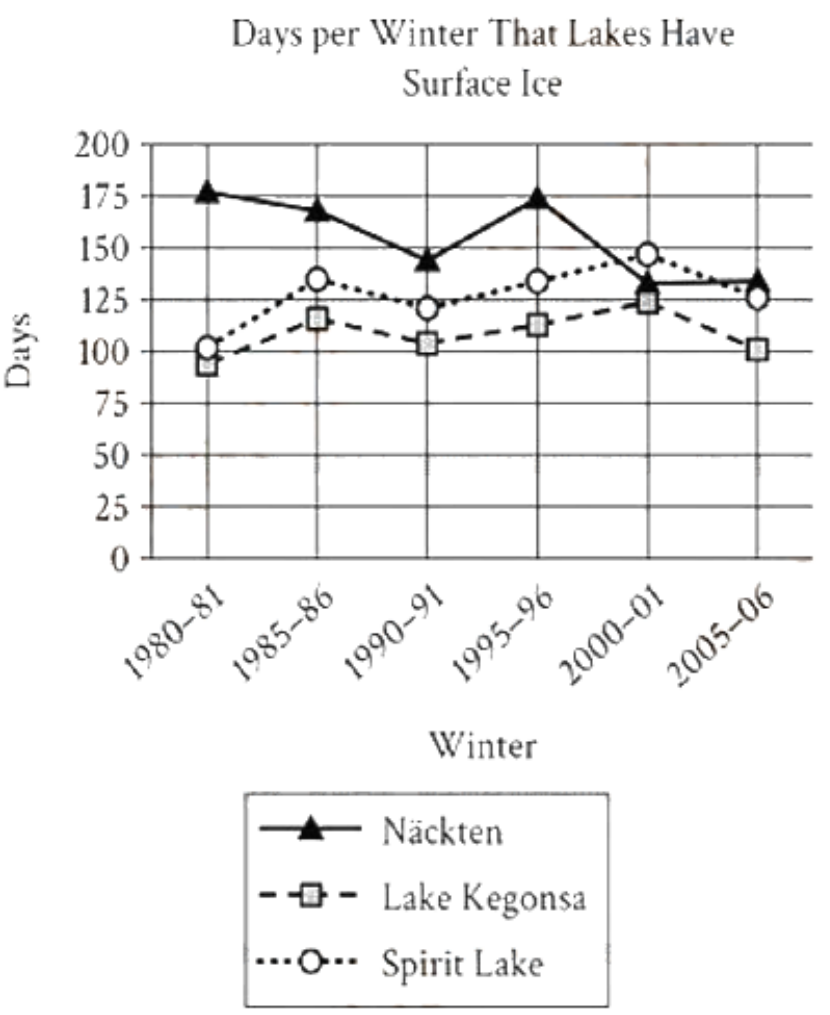 Days per Winter That Lakes Have
Surface Ice
200
175
150
125
100
75
50
25
0
Days
1980–81
1985–86
1990–91
1995–96
2000–01
2005–06
Winter
Näckten
Lake Kegonsa
Spirit Lake